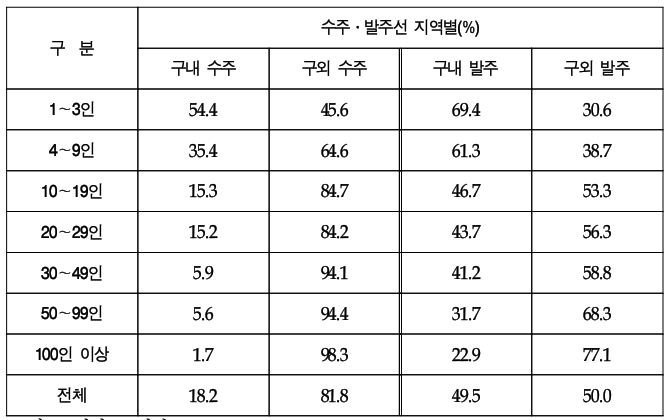 구 분 수주·발주선 지역별(%)
구내 수주 구외 수주 구내 발주 구외 발주
1~3인 54.4 45.6 69.4 30.6
4~9인 35.4 64.6 61.3 38.7
10~19인 15.3 84.7 46.7 53.3
20~29인 15.2 84.2 43.7 56.3
30~49인 5.9 94.1 41.2 58.8
50~99인 5.6 94.4 31.7 68.3
100인 이상 1.7 98.3 22.9 77.1
전체 18.2 81.8 49.5 50.0